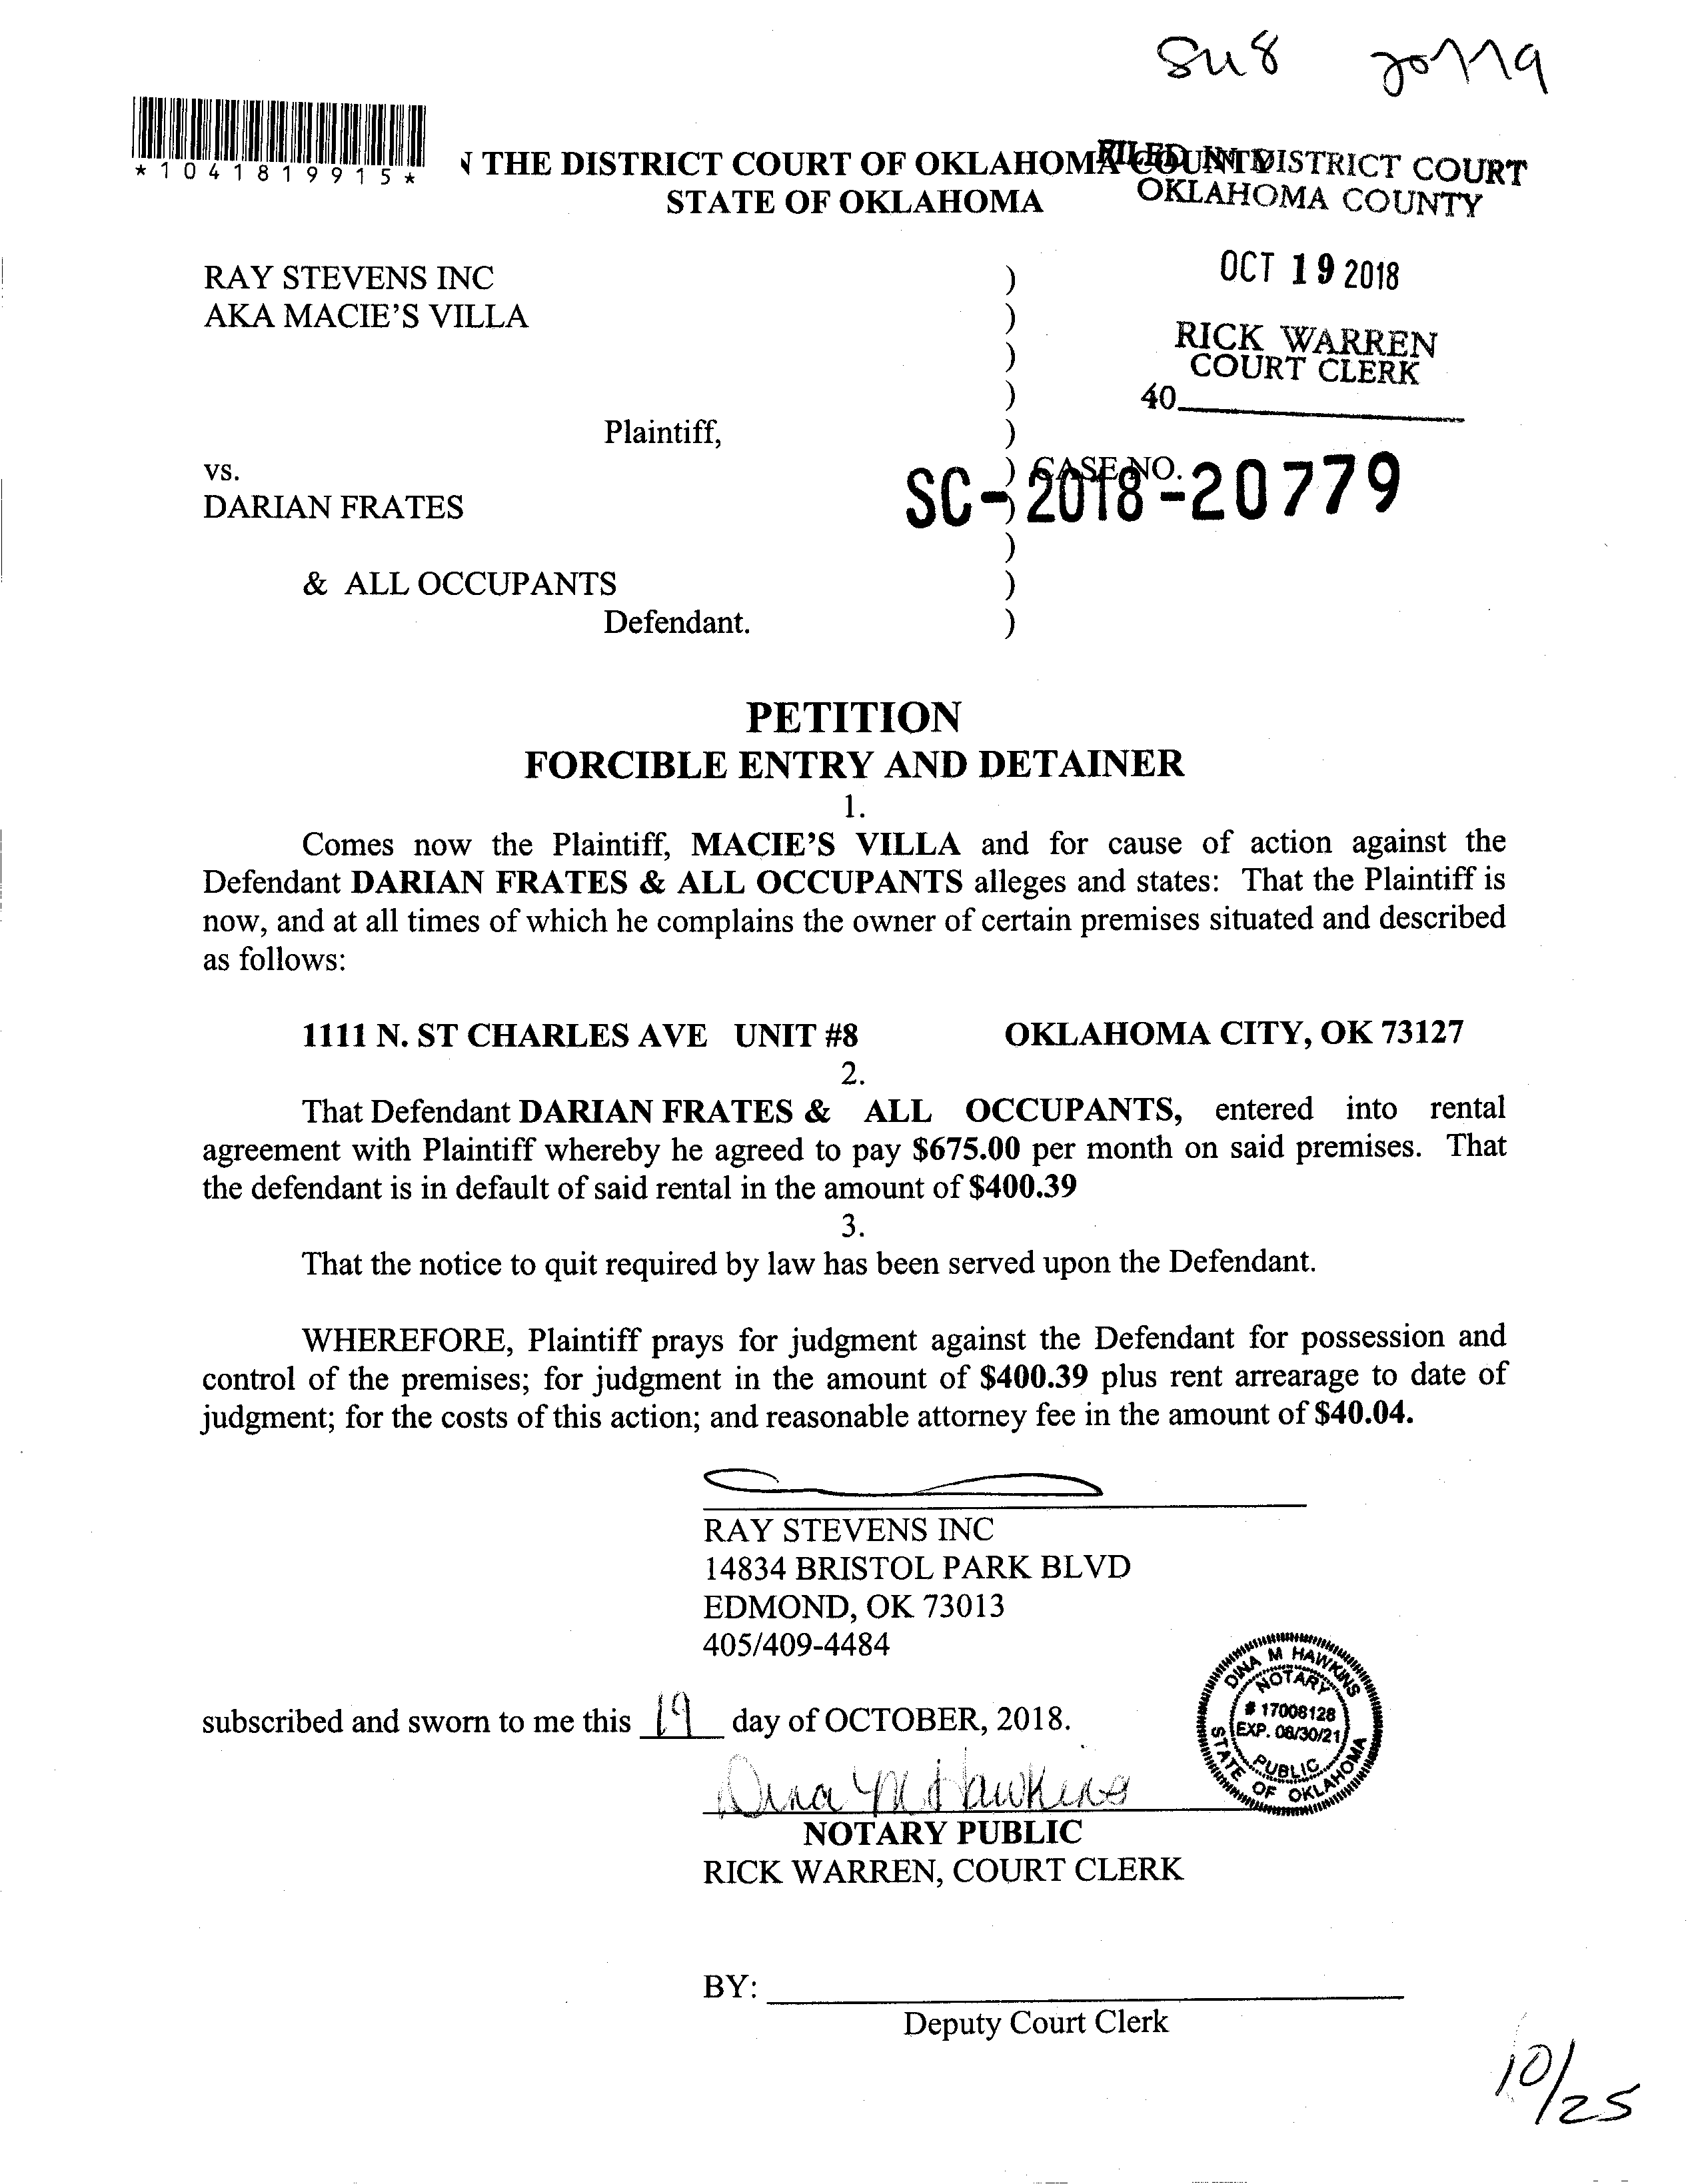 SM8 20779
*1041819915*
N THE DISTRICT COURT OF OKLAHOMA COUNTY
STATE OF OKLAHOMA
FILED IN DISTRICT COURT
OKLAHOMA COUNTY
OCT 19 2018
RICK WARREN
COURT CLERK
40
RAY STEVENS INC )
AKA MACIE'S VILLA )
)
)
Plaintiff, )
vs. ) CASE NO.
DARIAN FRATES )
SC-2018-20779
)
& ALL OCCUPANTS )
Defendant. )
PETITION
FORCIBLE ENTRY AND DETAINER
1.
Comes now the Plaintiff, MACIE'S VILLA and for cause of action against the
Defendant DARIAN FRATES & ALL OCCUPANTS alleges and states: That the Plaintiff is
now, and at all times of which he complains the owner of certain premises situated and described
as follows:
1111 N. ST CHARLES AVE UNIT #8 OKLAHOMA CITY, OK 73127
2.
That Defendant DARIAN FRATES & ALL OCCUPANTS, entered into rental
agreement with Plaintiff whereby he agreed to pay $675.00 per month on said premises. That
the defendant is in default of said rental in the amount of $400.39
3.
That the notice to quit required by law has been served upon the Defendant.
WHEREFORE, Plaintiff prays for judgment against the Defendant for possession and
control of the premises; for judgment in the amount of $400.39 plus rent arrearage to date of
judgment; for the costs of this action; and reasonable attorney fee in the amount of $40.04.
RAY STEVENS INC
14834 BRISTOL PARK BLVD
EDMOND, OK 73013
405/409-4484
subscribed and sworn to me this 19 day of OCTOBER, 2018.
DINA M HAWKINS
NOTARY
# 17008128
EXP. 08/30/21
PUBLIC
STATE OF OKLAHOMA
Dina M Hawkins
NOTARY PUBLIC
RICK WARREN, COURT CLERK
BY:
Deputy Court Clerk
10/25